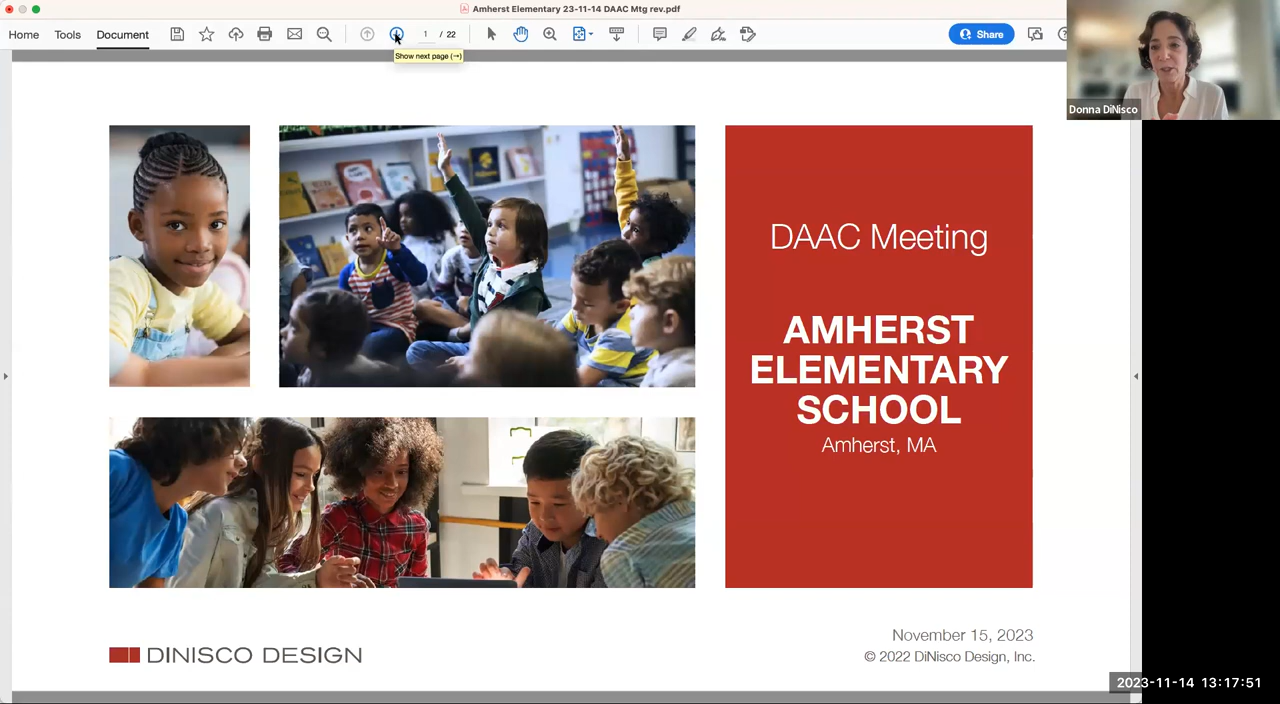 Amherst Elementary 23-11-14 DAAC Mtg rev.pdf
Home Tools Document 1 / 22 Share
Show next page (→)
Donna DiNisco
DAAC Meeting
AMHERST
ELEMENTARY
SCHOOL
Amherst, MA
DINISCO DESIGN
November 15, 2023
© 2022 DiNisco Design, Inc.
2023-11-14 13:17:51